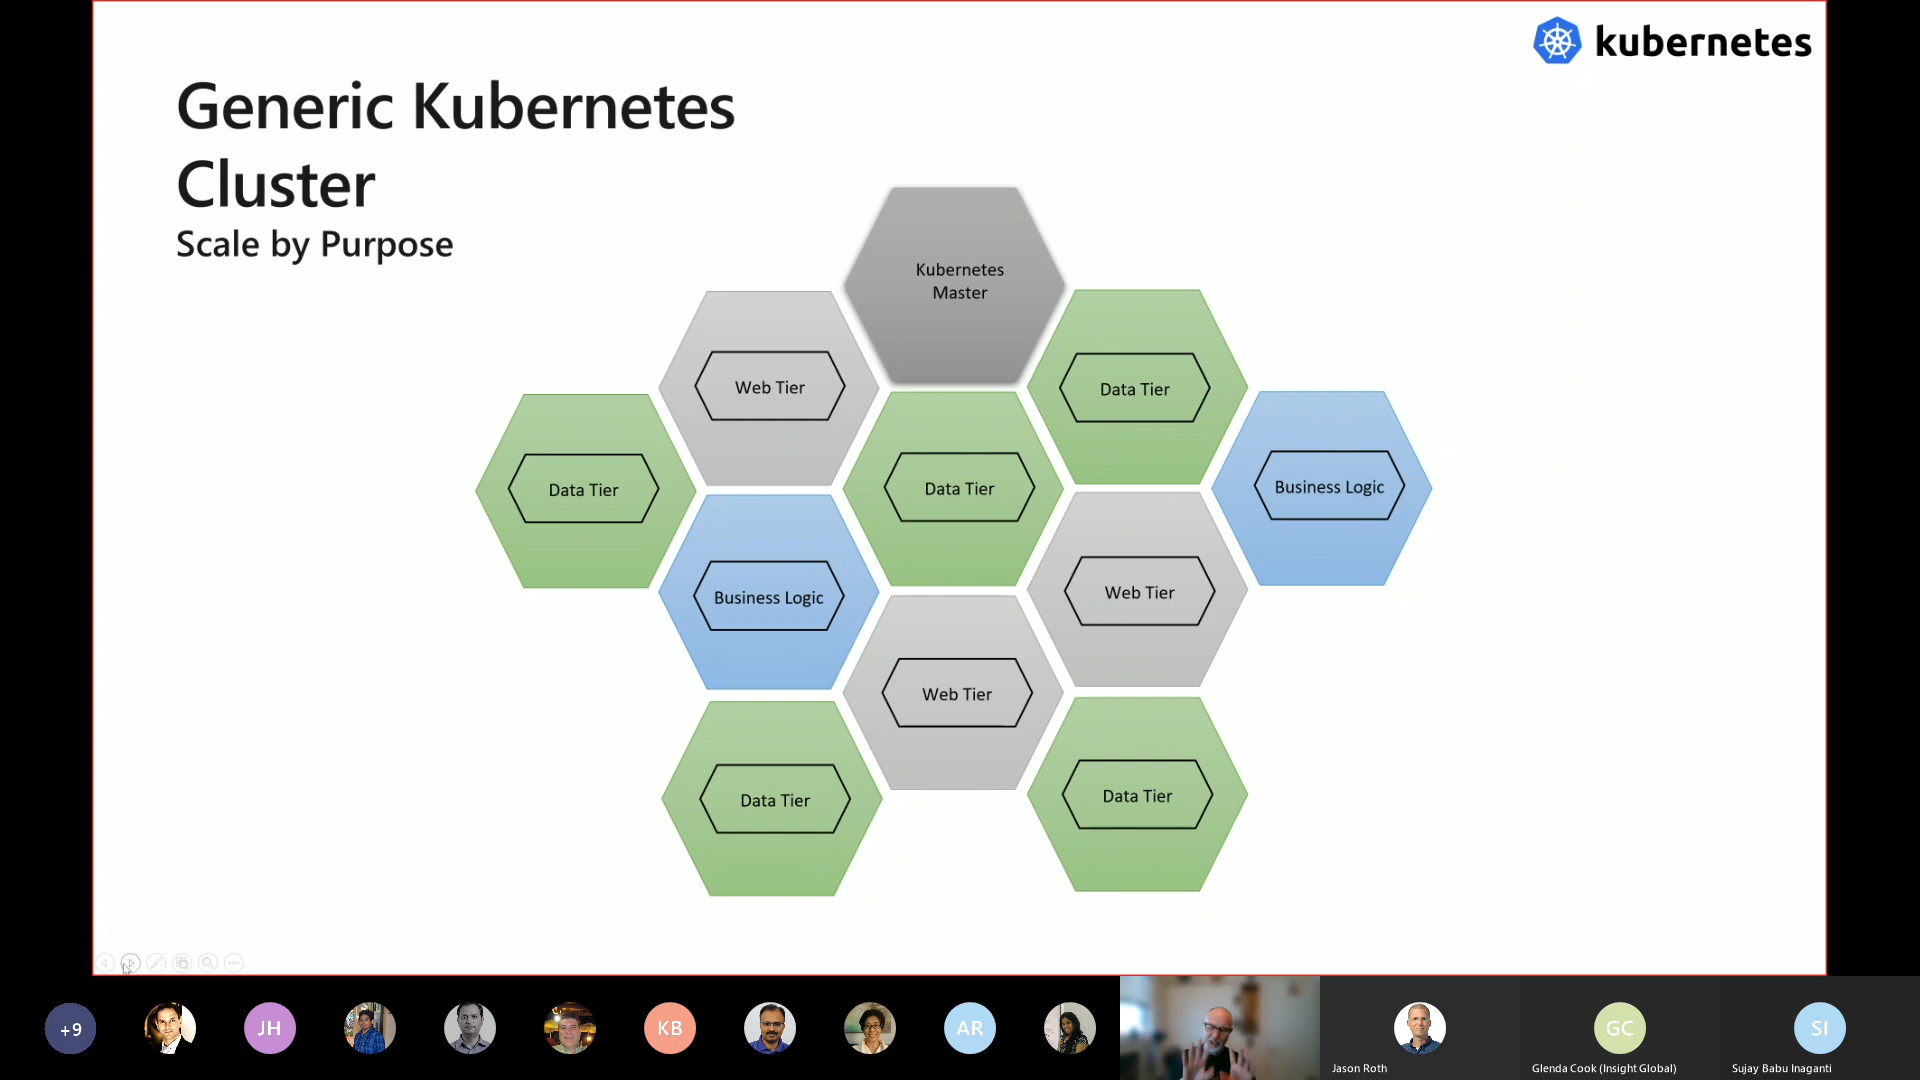 kubernetes
Generic Kubernetes
Cluster
Scale by Purpose
Kubernetes
Master
Web Tier
Data Tier
Data Tier
Data Tier
Business Logic
Business Logic
Web Tier
Web Tier
Data Tier
Data Tier
+9
JH
KB
AR
GC
SI
Jason Roth
Glenda Cook (Insight Global)
Sujay Babu Inaganti